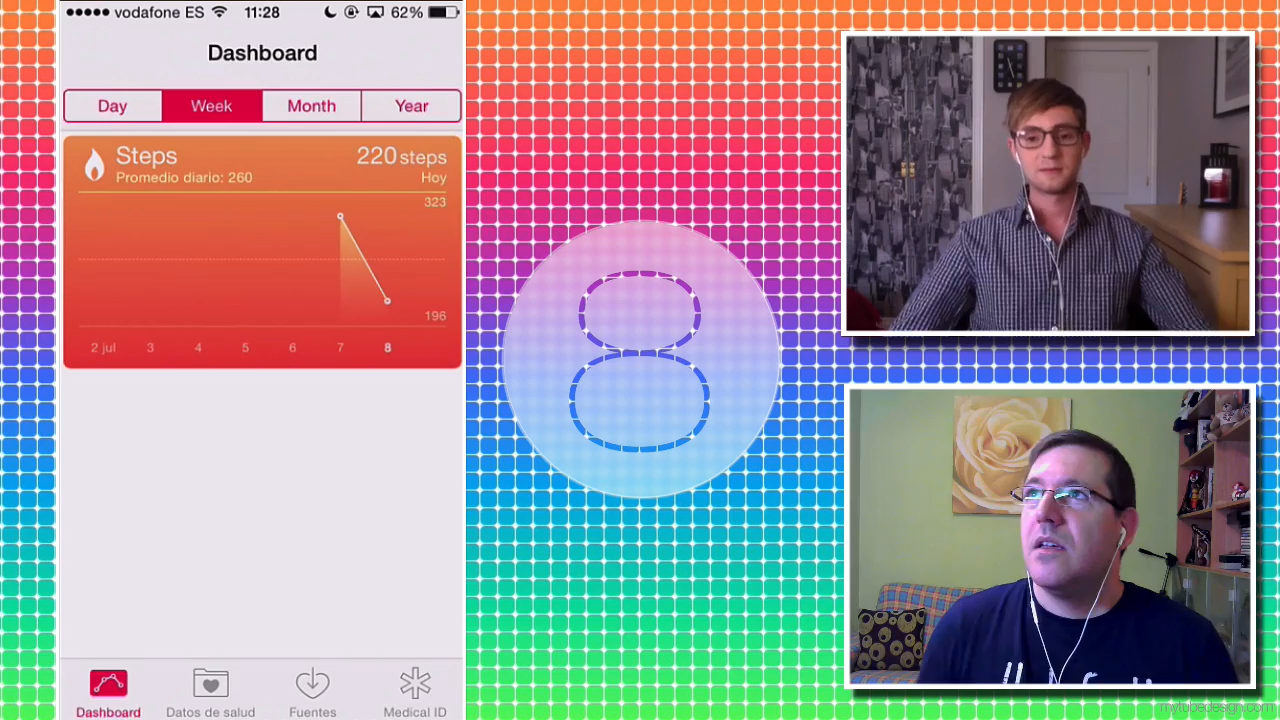 vodafone ES 11:28 62%
Dashboard
Day Week Month Year
Steps 220 steps
Promedio diario: 260 Hoy
323
196
2 jul 3 4 5 6 7 8
8
Dashboard Datos de salud Fuentes Medical ID
mytubedesign.com